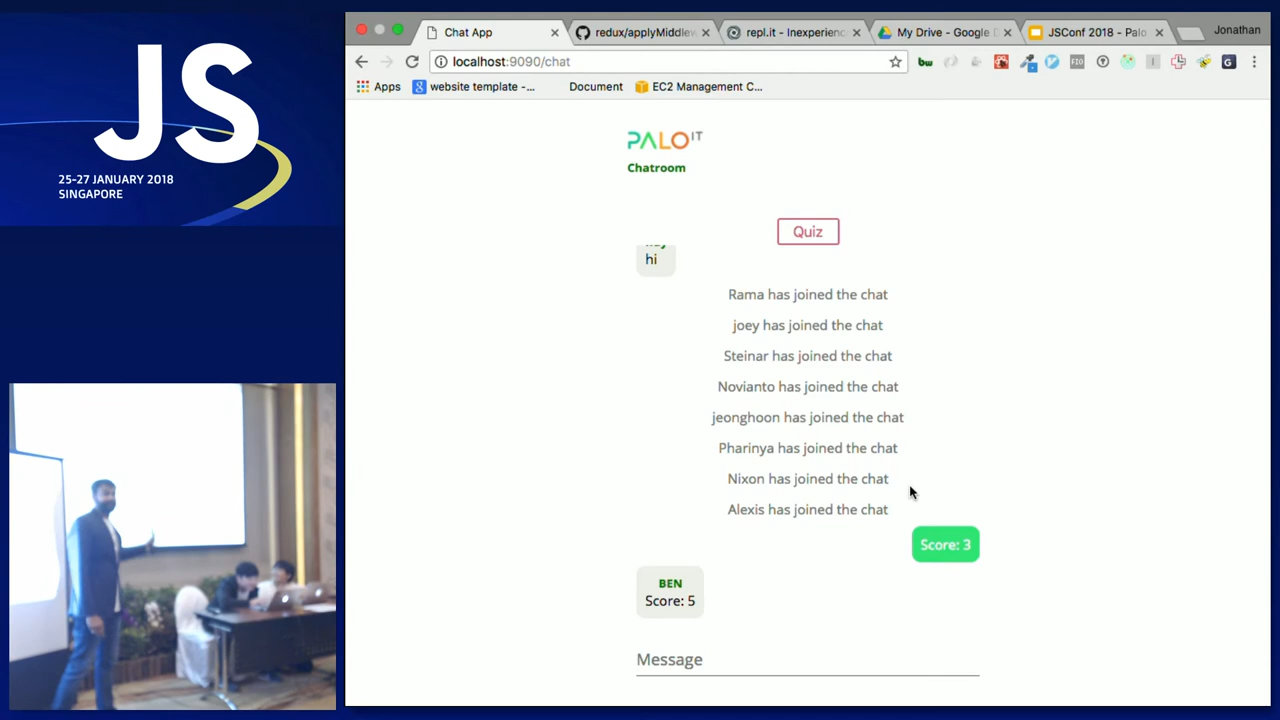 JS
25-27 JANUARY 2018
SINGAPORE
Chat App
redux/applyMiddlew
repl.it - Inexperienc
My Drive - Google D
JSConf 2018 - Palo
Jonathan
localhost:9090/chat
bw
FIO
G
Apps
website template -...
Document
EC2 Management C...
PALO IT
Chatroom
Quiz
hi
Rama has joined the chat
joey has joined the chat
Steinar has joined the chat
Novianto has joined the chat
jeonghoon has joined the chat
Pharinya has joined the chat
Nixon has joined the chat
Alexis has joined the chat
Score: 3
BEN
Score: 5
Message